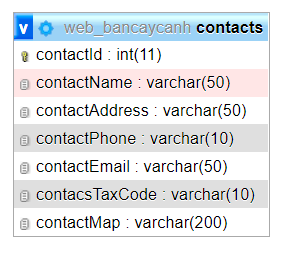 v web_bancaycanh contacts
contactId : int(11)
contactName : varchar(50)
contactAddress : varchar(50)
contactPhone : varchar(10)
contactEmail : varchar(50)
contacsTaxCode : varchar(10)
contactMap : varchar(200)